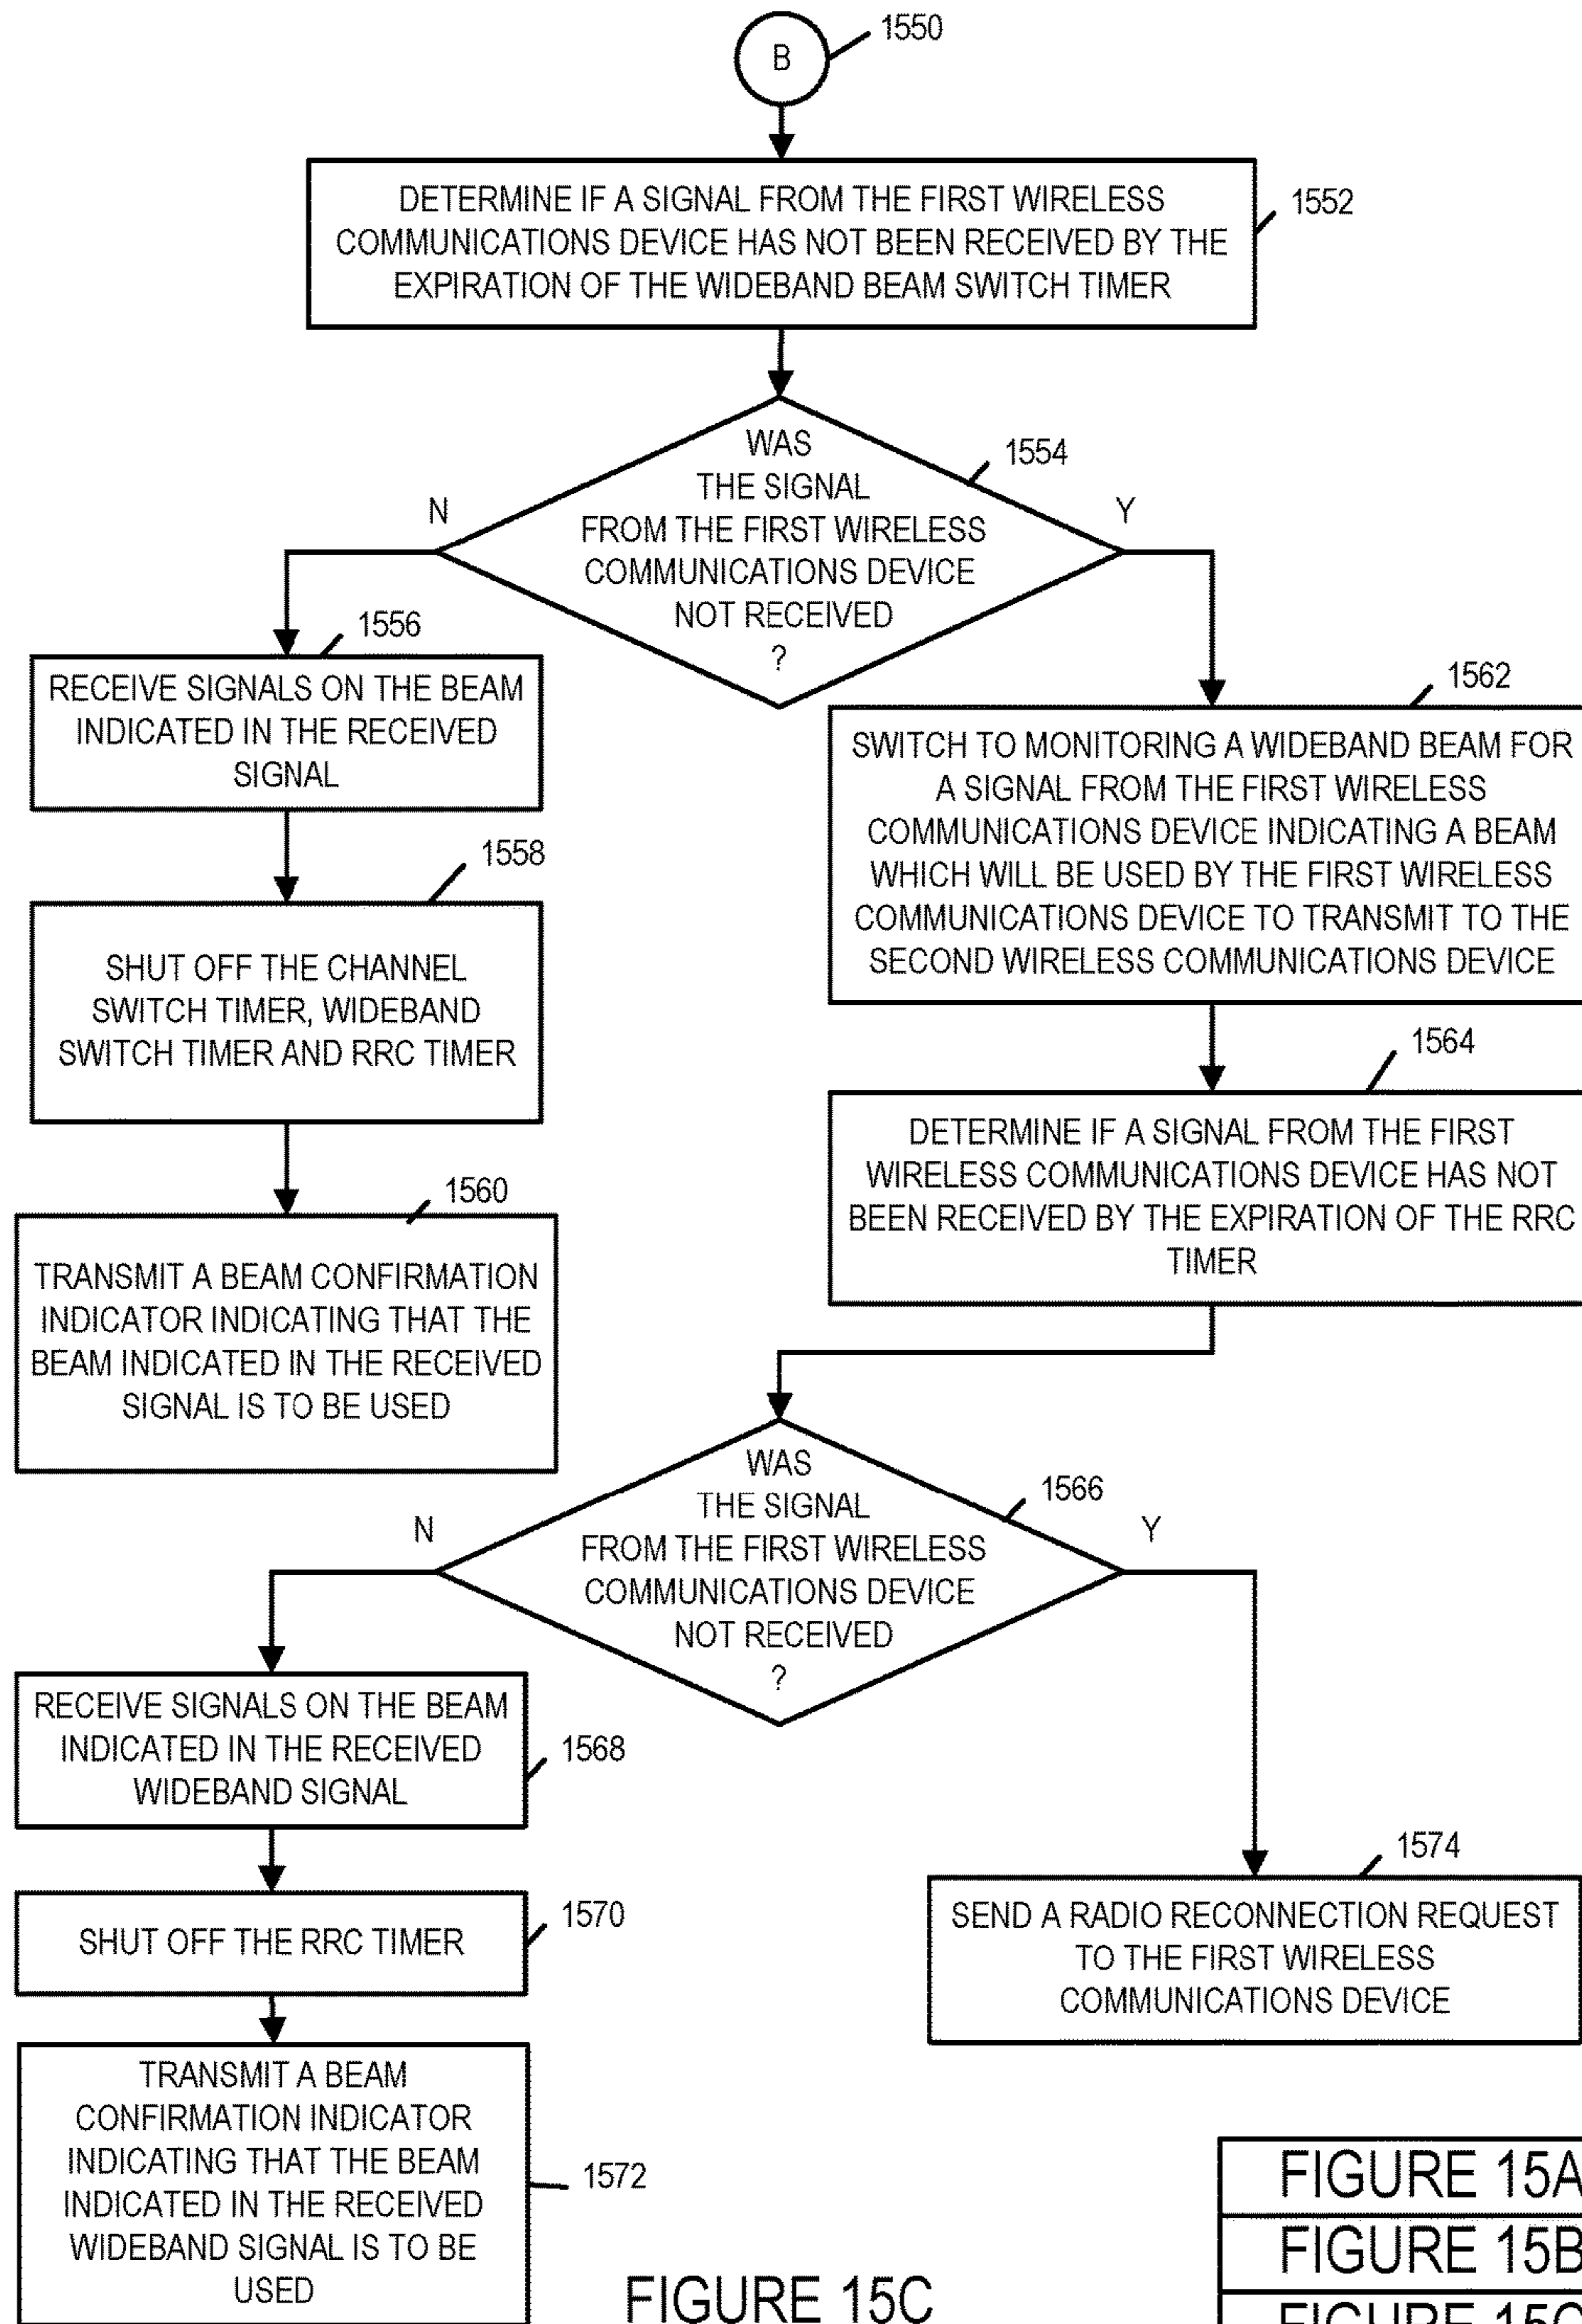 B
1550
DETERMINE IF A SIGNAL FROM THE FIRST WIRELESS
COMMUNICATIONS DEVICE HAS NOT BEEN RECEIVED BY THE
EXPIRATION OF THE WIDEBAND BEAM SWITCH TIMER
1552
WAS
THE SIGNAL
FROM THE FIRST WIRELESS
COMMUNICATIONS DEVICE
NOT RECEIVED
?
1554
N
Y
1556
RECEIVE SIGNALS ON THE BEAM
INDICATED IN THE RECEIVED
SIGNAL
1558
SHUT OFF THE CHANNEL
SWITCH TIMER, WIDEBAND
SWITCH TIMER AND RRC TIMER
1560
TRANSMIT A BEAM CONFIRMATION
INDICATOR INDICATING THAT THE
BEAM INDICATED IN THE RECEIVED
SIGNAL IS TO BE USED
1562
SWITCH TO MONITORING A WIDEBAND BEAM FOR
A SIGNAL FROM THE FIRST WIRELESS
COMMUNICATIONS DEVICE INDICATING A BEAM
WHICH WILL BE USED BY THE FIRST WIRELESS
COMMUNICATIONS DEVICE TO TRANSMIT TO THE
SECOND WIRELESS COMMUNICATIONS DEVICE
1564
DETERMINE IF A SIGNAL FROM THE FIRST
WIRELESS COMMUNICATIONS DEVICE HAS NOT
BEEN RECEIVED BY THE EXPIRATION OF THE RRC
TIMER
WAS
THE SIGNAL
FROM THE FIRST WIRELESS
COMMUNICATIONS DEVICE
NOT RECEIVED
?
1566
N
Y
RECEIVE SIGNALS ON THE BEAM
INDICATED IN THE RECEIVED
WIDEBAND SIGNAL
1568
SHUT OFF THE RRC TIMER
1570
TRANSMIT A BEAM
CONFIRMATION INDICATOR
INDICATING THAT THE BEAM
INDICATED IN THE RECEIVED
WIDEBAND SIGNAL IS TO BE
USED
1572
1574
SEND A RADIO RECONNECTION REQUEST
TO THE FIRST WIRELESS
COMMUNICATIONS DEVICE
FIGURE 15C
FIGURE 15A
FIGURE 15B
FIGURE 15C